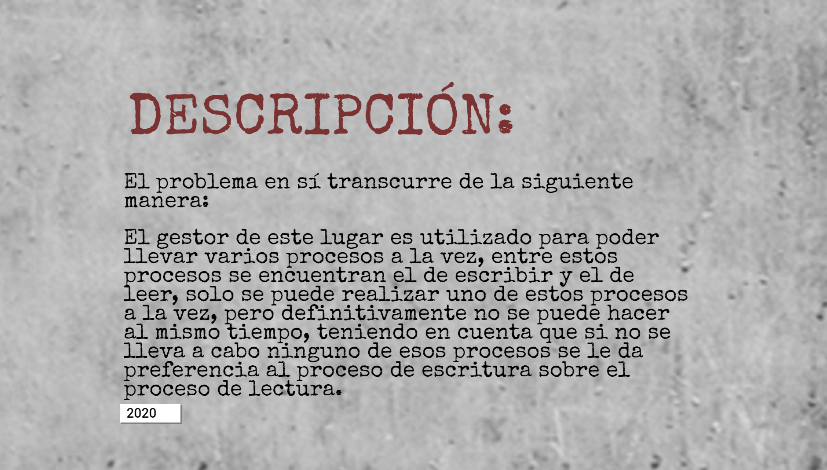 DESCRIPCIÓN:
El problema en sí transcurre de la siguiente
manera:
El gestor de este lugar es utilizado para poder
llevar varios procesos a la vez, entre estos
procesos se encuentran el de escribir y el de
leer, solo se puede realizar uno de estos procesos
a la vez, pero definitivamente no se puede hacer
al mismo tiempo, teniendo en cuenta que si no se
lleva a cabo ninguno de esos procesos se le da
preferencia al proceso de escritura sobre el
proceso de lectura.
2020